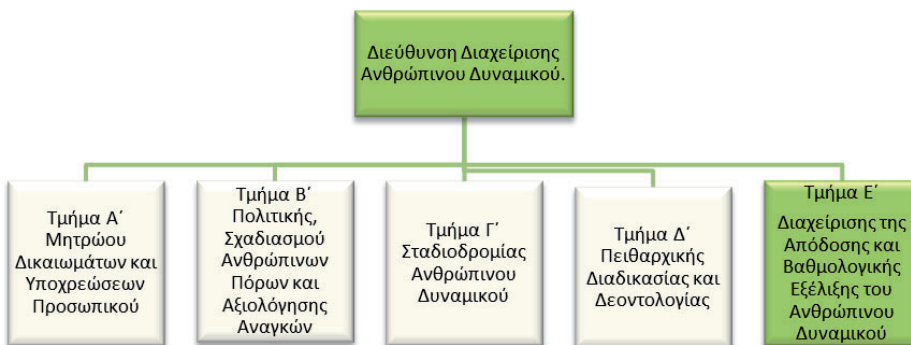 Διεύθυνση Διαχείρισης
Ανθρώπινου Δυναμικού.
Τμήμα Α΄
Μητρώου
Δικαιωμάτων και
Υποχρεώσεων
Προσωπικού
Τμήμα Β΄
Πολιτικής,
Σχαδιασμού
Ανθρώπινων
Πόρων και
Αξιολόγησης
Αναγκών
Τμήμα Γ΄
Σταδιοδρομίας
Ανθρώπινου
Δυναμικού
Τμήμα Δ΄
Πειθαρχικής
Διαδικασίας και
Δεοντολογίας
Τμήμα Ε΄
Διαχείρισης της
Απόδοσης και
Βαθμολογικής
Εξέλιξης του
Ανθρώπινου
Δυναμικού